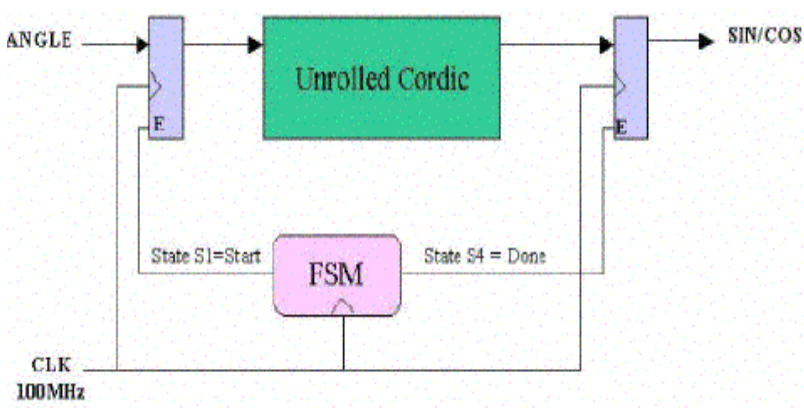 ANGLE
SIN/COS
Unrolled Cordic
E
E
State S1=Start
State S4 = Done
FSM
CLK
100MHz